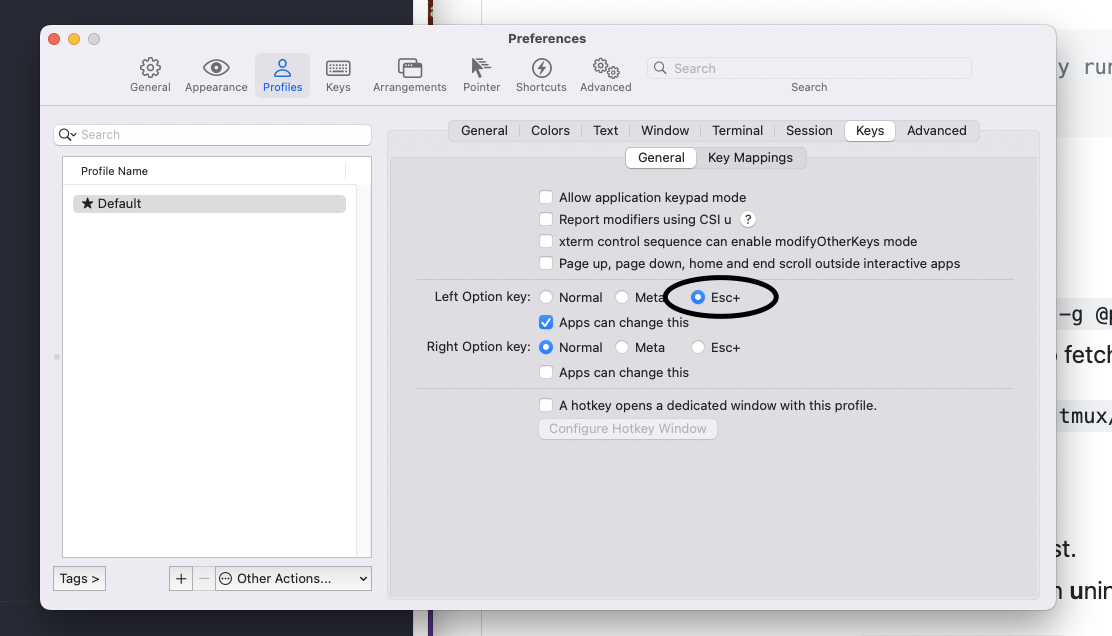 Preferences
General Appearance Profiles Keys Arrangements Pointer Shortcuts Advanced Search
Search
Search
General Colors Text Window Terminal Session Keys Advanced
General Key Mappings
Profile Name
★ Default
Allow application keypad mode
Report modifiers using CSI u ?
xterm control sequence can enable modifyOtherKeys mode
Page up, page down, home and end scroll outside interactive apps
Left Option key: Normal Meta Esc+
Apps can change this
Right Option key: Normal Meta Esc+
Apps can change this
A hotkey opens a dedicated window with this profile.
Configure Hotkey Window
Tags > + − Other Actions...
y run
-g @p
fetch
tmux/
st.
n unin